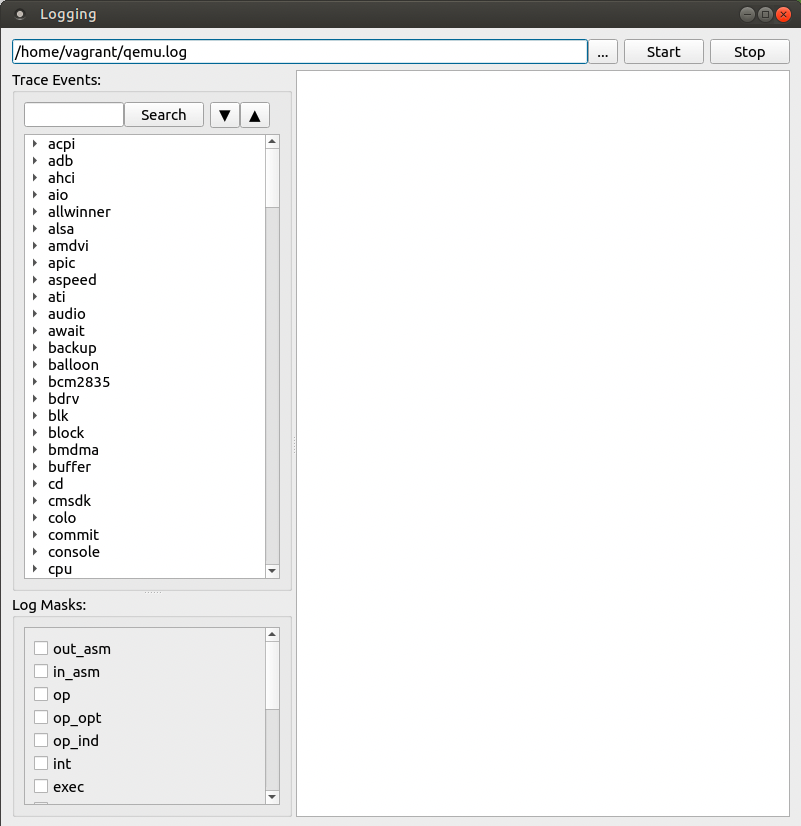 Logging
/home/vagrant/qemu.log ... Start Stop
Trace Events:
Search ▼ ▲
acpi
adb
ahci
aio
allwinner
alsa
amdvi
apic
aspeed
ati
audio
await
backup
balloon
bcm2835
bdrv
blk
block
bmdma
buffer
cd
cmsdk
colo
commit
console
cpu
Log Masks:
out_asm
in_asm
op
op_opt
op_ind
int
exec